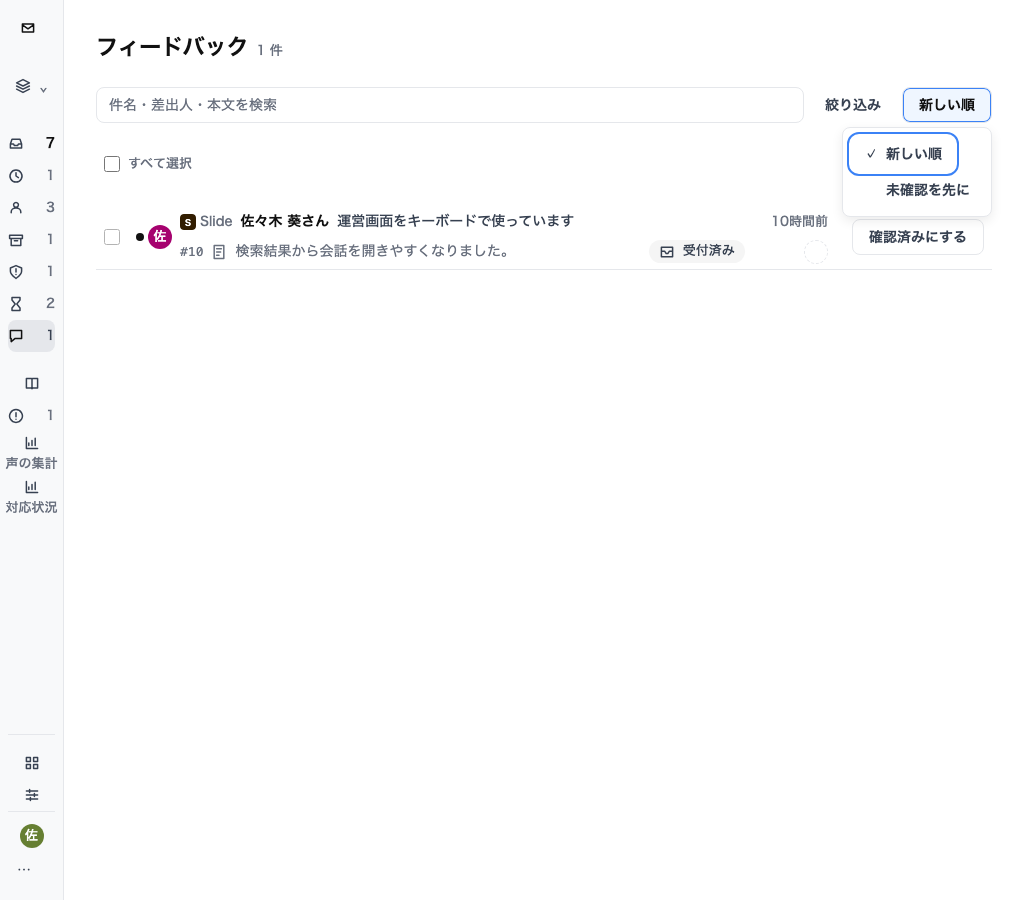 フィードバック 1 件
件名・差出人・本文を検索
絞り込み
新しい順
✓ 新しい順
未確認を先に
すべて選択
佐
S Slide 佐々木 葵さん 運営画面をキーボードで使っています
10時間前
#10 検索結果から会話を開きやすくなりました。
受付済み
確認済みにする
7
1
3
1
1
2
1
1
声の集計
対応状況
佐
…